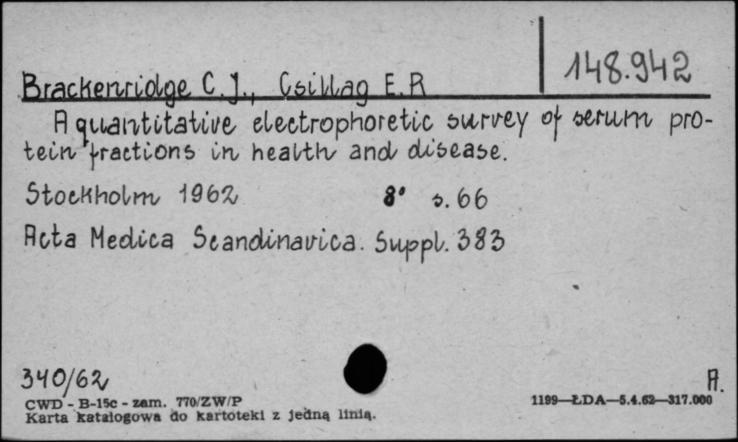 148.942
Brackenridge C. J., Csillag E. R
A quantitative electrophoretic survey of serum pro-
tein fractions in health and disease.
Stockholm 1962 8° s. 66
Acta Medica Scandinavica. Suppl. 383
340/62 A.
CWD - B-15c - zam. 770/ZW/P 1199—ŁDA—5.4.62—317.000
Karta katalogowa do kartoteki z jedną linią.